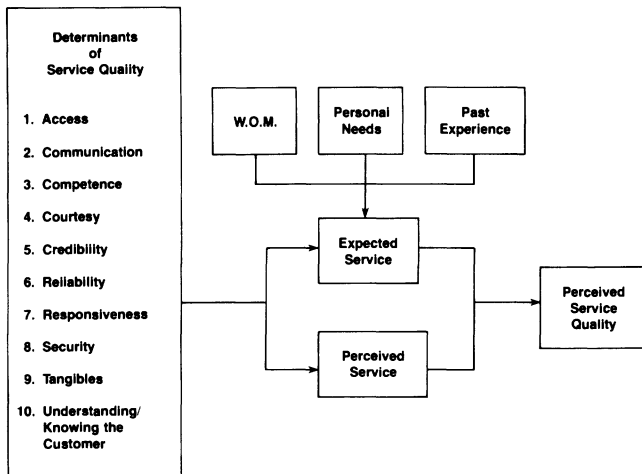 Determinants
of
Service Quality
1. Access
2. Communication
3. Competence
4. Courtesy
5. Credibility
6. Reliability
7. Responsiveness
8. Security
9. Tangibles
10. Understanding/
Knowing the
Customer
W.O.M.
Personal
Needs
Past
Experience
Expected
Service
Perceived
Service
Perceived
Service
Quality